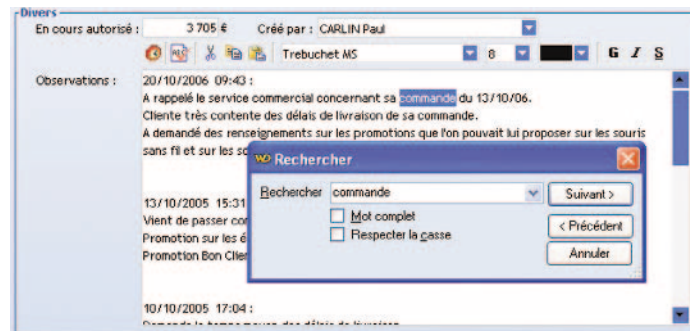 Divers
En cours autorisé : 3 705 € Créé par : CARLIN Paul
Trebuchet MS 8 G I S
Observations :
20/10/2006 09:43 :
A rappelé le service commercial concernant sa commande du 13/10/06.
Cliente très contente des délais de livraison de sa commande.
A demandé des renseignements sur les promotions que l'on pouvait lui proposer sur les souris
sans fil et sur les
WD Rechercher
Rechercher commande Suivant >
Mot complet
Respecter la casse
< Précédent
Annuler
13/10/2005 15:31
Vient de passer
Promotion sur les
Promotion Bon
10/10/2005 17:04 :